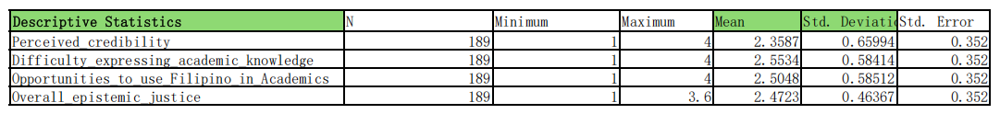 Descriptive Statistics N Minimum Maximum Mean Std. Deviati Std. Error
Perceived_credibility 189 1 4 2.3587 0.65994 0.352
Difficulty_expressing_academic_knowledge 189 1 4 2.5534 0.58414 0.352
Opportunities_to_use_Filipino_in_Academics 189 1 4 2.5048 0.58512 0.352
Overall_epistemic_justice 189 1 3.6 2.4723 0.46367 0.352